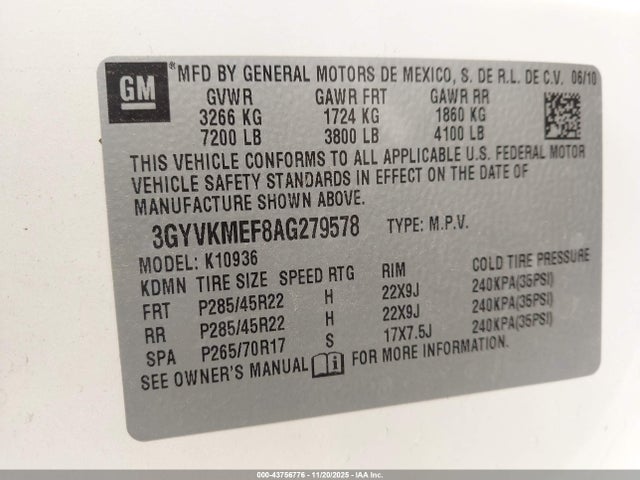 GM ® MFD BY GENERAL MOTORS DE MEXICO, S. DE R.L. DE C.V. 06/10
GVWR GAWR FRT GAWR RR
3266 KG 1724 KG 1860 KG
7200 LB 3800 LB 4100 LB
THIS VEHICLE CONFORMS TO ALL APPLICABLE U.S. FEDERAL MOTOR
VEHICLE SAFETY STANDARDS IN EFFECT ON THE DATE OF
MANUFACTURE SHOWN ABOVE.
3GYVKMEF8AG279578 TYPE: M.P.V.
MODEL: K10936
KDMN TIRE SIZE SPEED RTG RIM COLD TIRE PRESSURE
FRT P285/45R22 H 22X9J 240KPA(35PSI)
RR P285/45R22 H 22X9J 240KPA(35PSI)
SPA P265/70R17 S 17X7.5J 240KPA(35PSI)
SEE OWNER'S MANUAL FOR MORE INFORMATION.
000-43756776 - 11/20/2025 - IAA Inc.